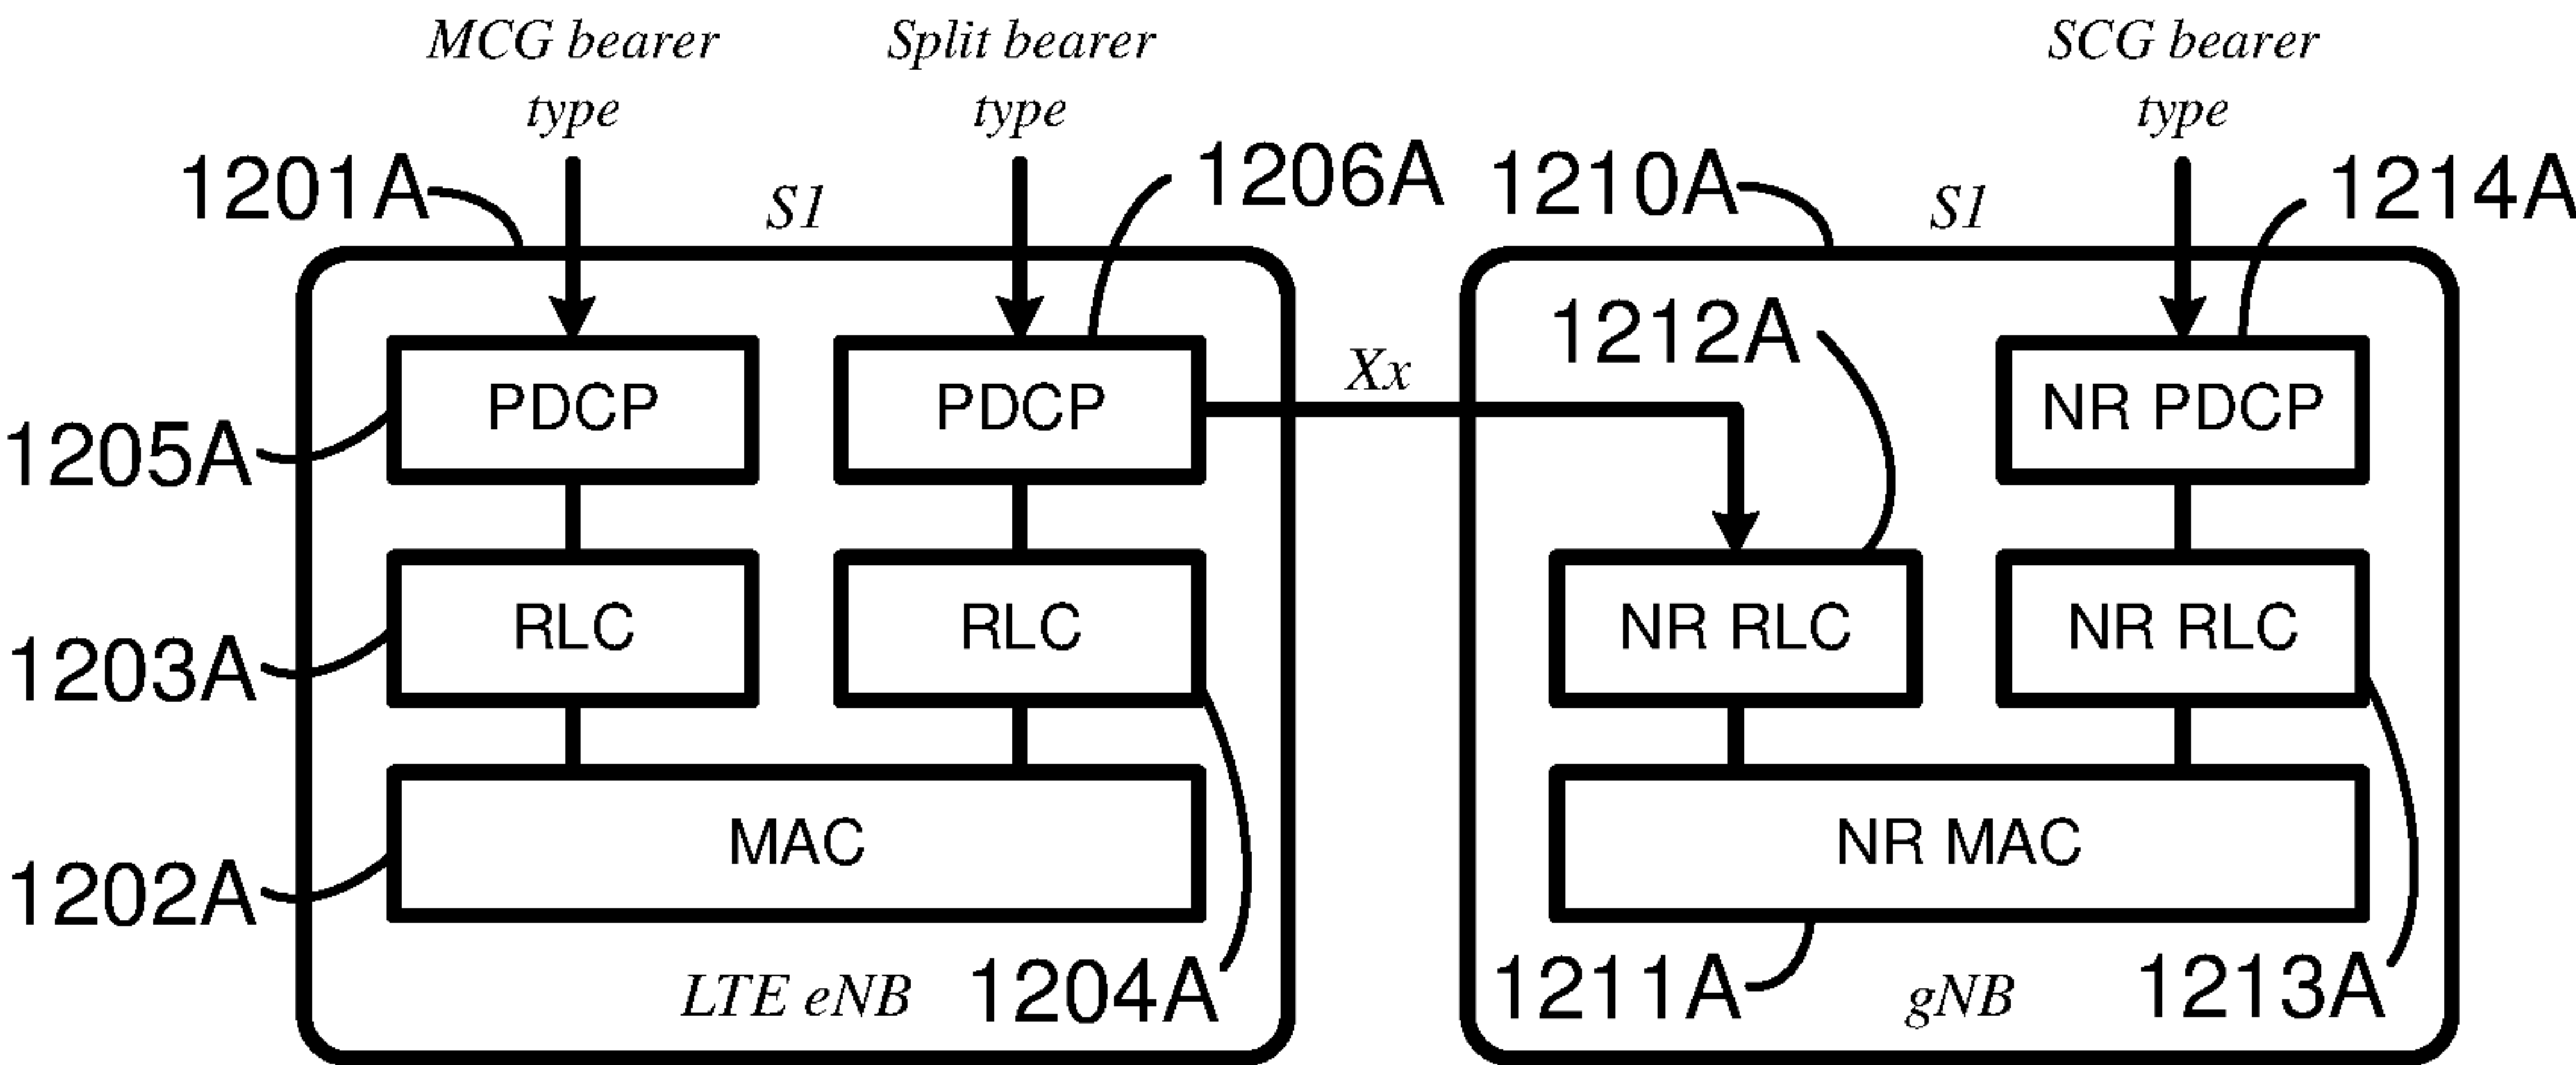 MCG bearer
type
Split bearer
type
SCG bearer
type
1201A
S1
1206A
1210A
S1
1214A
1212A
PDCP
PDCP
Xx
NR PDCP
1205A
RLC
RLC
NR RLC
NR RLC
1203A
MAC
NR MAC
1202A
LTE eNB
1204A
1211A
gNB
1213A